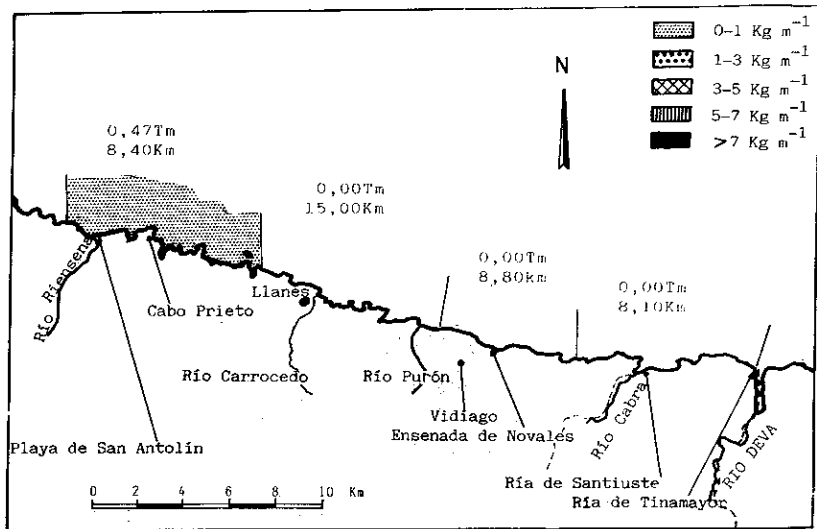 0-1 Kg m⁻¹
1-3 Kg m⁻¹
3-5 Kg m⁻¹
5-7 Kg m⁻¹
>7 Kg m⁻¹
N
0,47Tm
8,40Km
0,00Tm
15,00Km
0,00Tm
8,80km
0,00Tm
8,10Km
Río Riensena
Cabo Prieto
Llanes
Río Carrocedo
Río Purón
Vidiago
Ensenada de Novales
Río Cabra
Playa de San Antolín
Ría de Santiuste
Ría de Tinamayor
RIO DEVA
0 2 4 6 8 10 Km